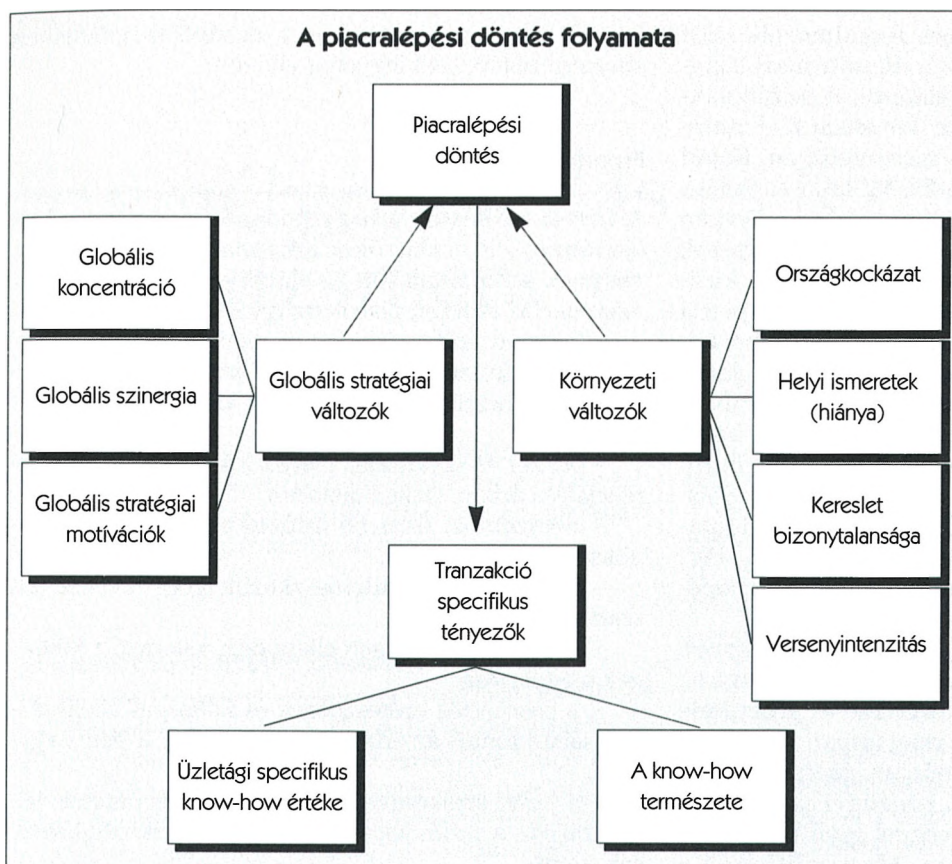 A piacralépési döntés folyamata
Piacralépési
döntés
Globális
koncentráció
Országkockázat
Globális szinergia
Globális stratégiai
változók
Környezeti
változók
Helyi ismeretek
(hiánya)
Globális stratégiai
motívációk
Kereslet
bizonytalansága
Tranzakció
specifikus
tényezők
Versenyintenzitás
Üzletági specifikus
know-how értéke
A know-how
természete